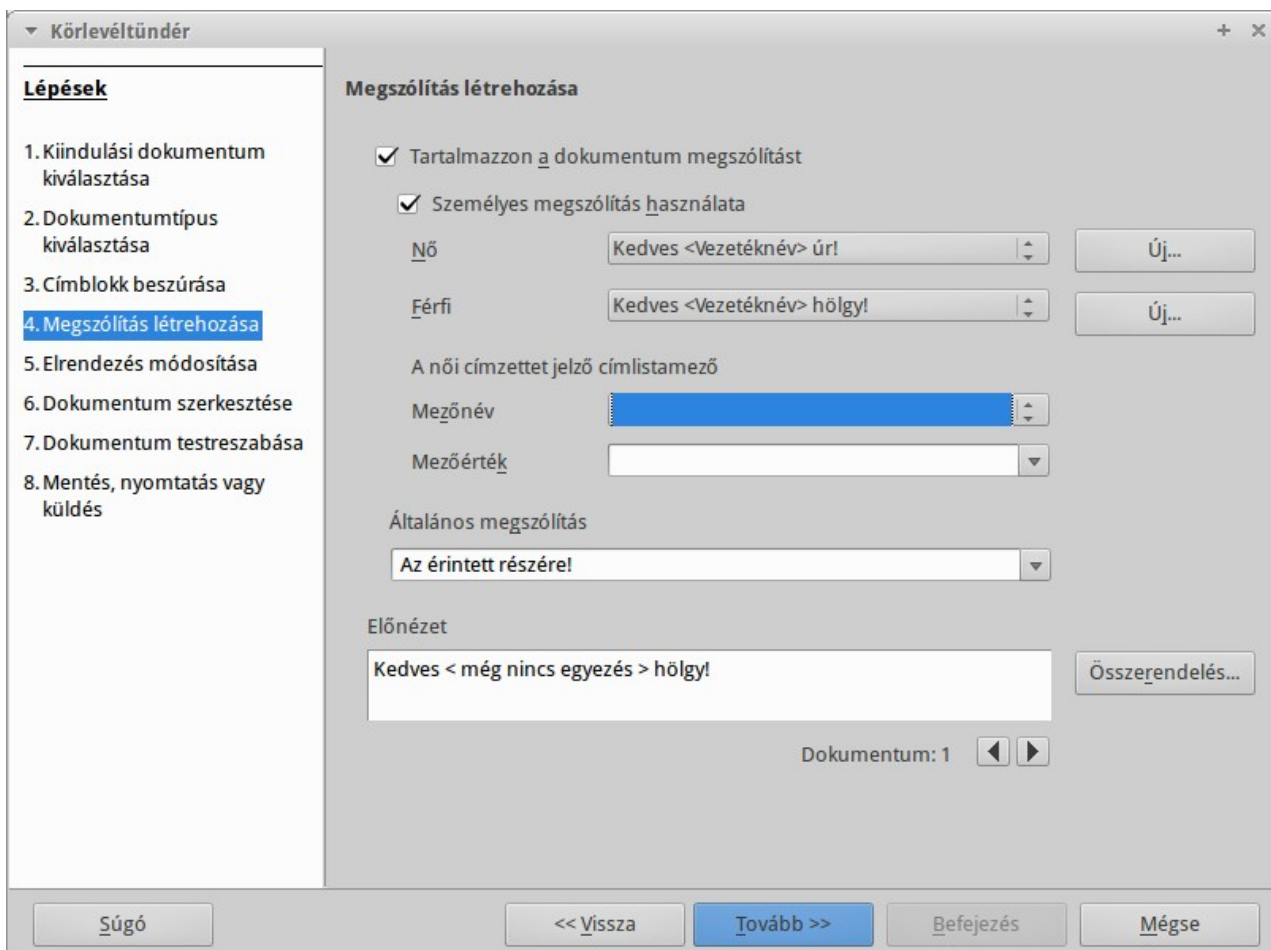 Körlevéltündér
Lépések
1. Kiindulási dokumentum
kiválasztása
2. Dokumentumtípus
kiválasztása
3. Címblokk beszúrása
4. Megszólítás létrehozása
5. Elrendezés módosítása
6. Dokumentum szerkesztése
7. Dokumentum testreszabása
8. Mentés, nyomtatás vagy
küldés
Megszólítás létrehozása
Tartalmazzon a dokumentum megszólítást
Személyes megszólítás használata
Nő Kedves <Vezetéknév> úr! Új...
Férfi Kedves <Vezetéknév> hölgy! Új...
A női címzettet jelző címlistamező
Mezőnév
Mezőérték
Általános megszólítás
Az érintett részére!
Előnézet
Kedves < még nincs egyezés > hölgy! Összerendelés...
Dokumentum: 1
Súgó << Vissza Tovább >> Befejezés Mégse